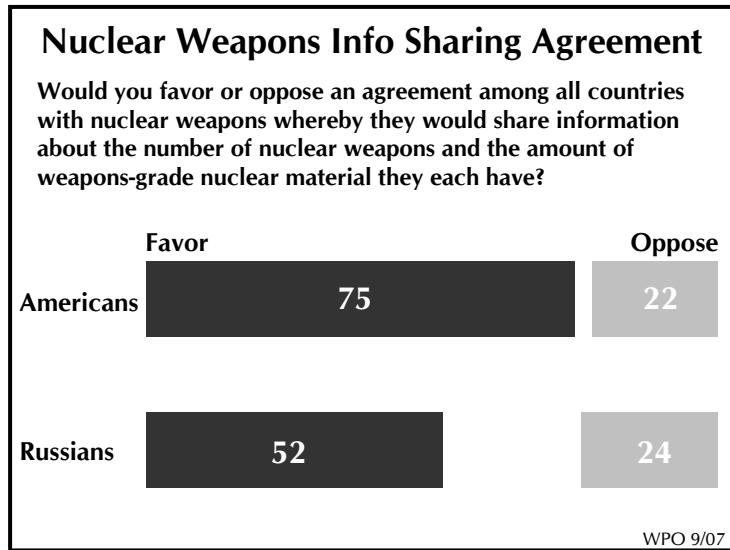 Nuclear Weapons Info Sharing Agreement
Would you favor or oppose an agreement among all countries
with nuclear weapons whereby they would share information
about the number of nuclear weapons and the amount of
weapons-grade nuclear material they each have?
Favor Oppose
Americans 75 22
Russians 52 24
WPO 9/07